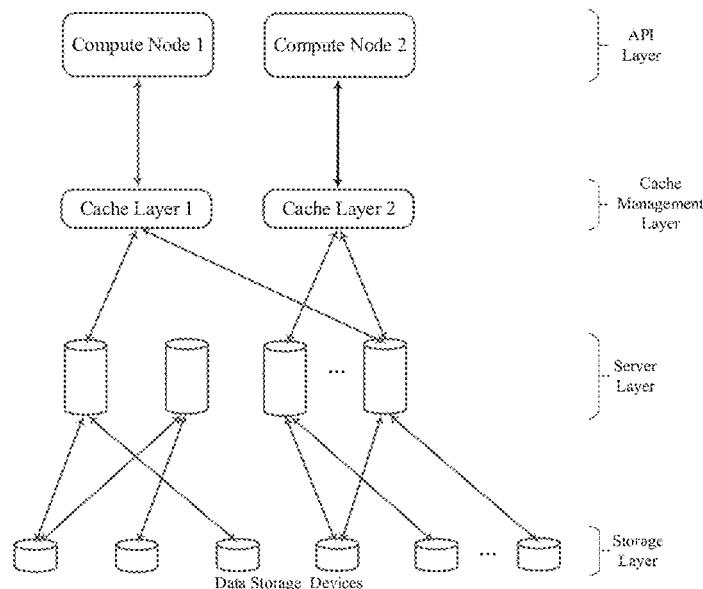 Compute Node 1
Compute Node 2
API
Layer
Cache Layer 1
Cache Layer 2
Cache
Management
Layer
...
Server
Layer
...
Storage
Layer
Data Storage Devices